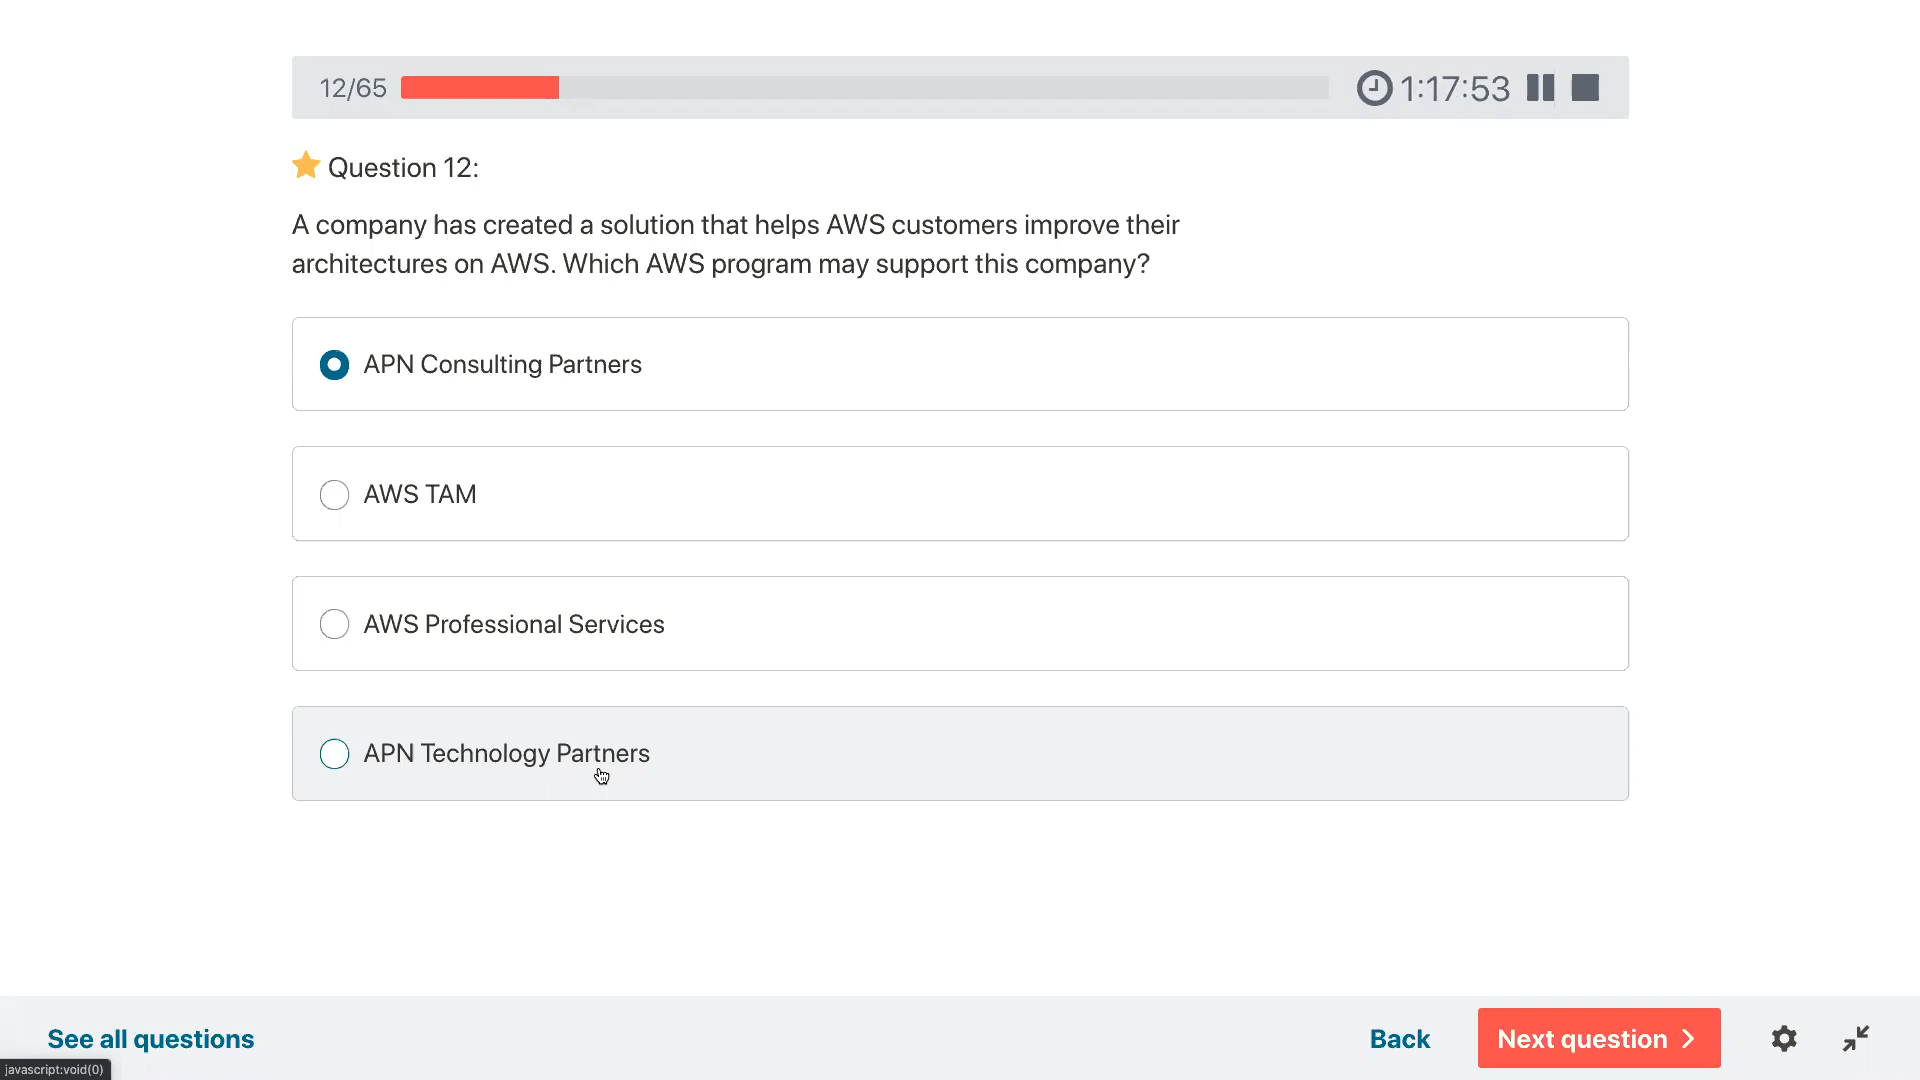 12/65
1:17:53
Question 12:
A company has created a solution that helps AWS customers improve their
architectures on AWS. Which AWS program may support this company?
APN Consulting Partners
AWS TAM
AWS Professional Services
APN Technology Partners
See all questions
Back
Next question
javascript:void(0)